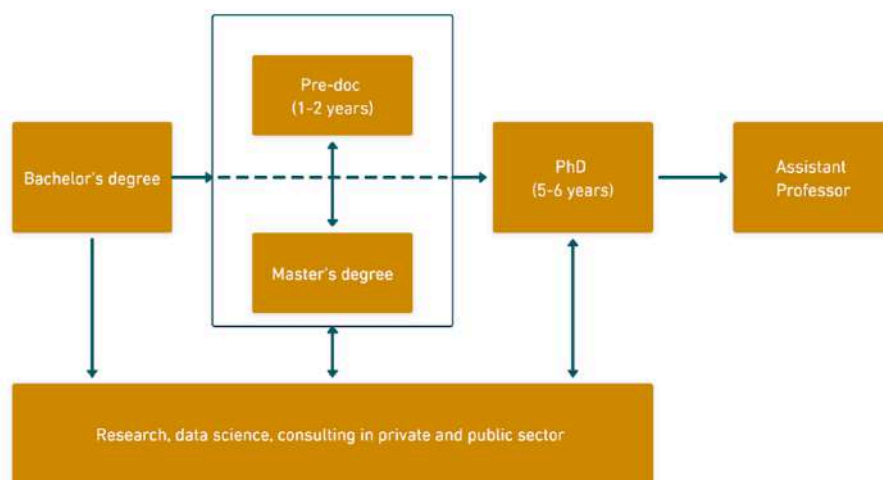 Pre-doc
(1-2 years)
Bachelor's degree
PhD
(5-6 years)
Assistant
Professor
Master's degree
Research, data science, consulting in private and public sector